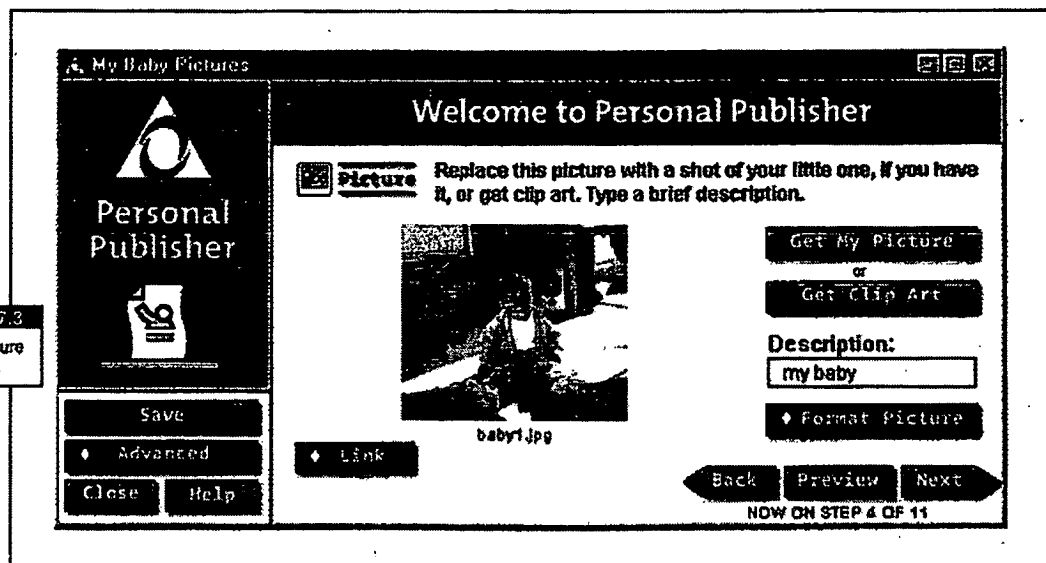 My Baby Pictures
Welcome to Personal Publisher
Personal
Publisher
Picture
Replace this picture with a shot of your little one, if you have
it, or get clip art. Type a brief description.
Get My Picture
or
Get Clip Art
Description:
my baby
Format Picture
baby1.jpg
Link
Save
Advanced
Close
Help
Back
Preview
Next
NOW ON STEP 4 OF 11